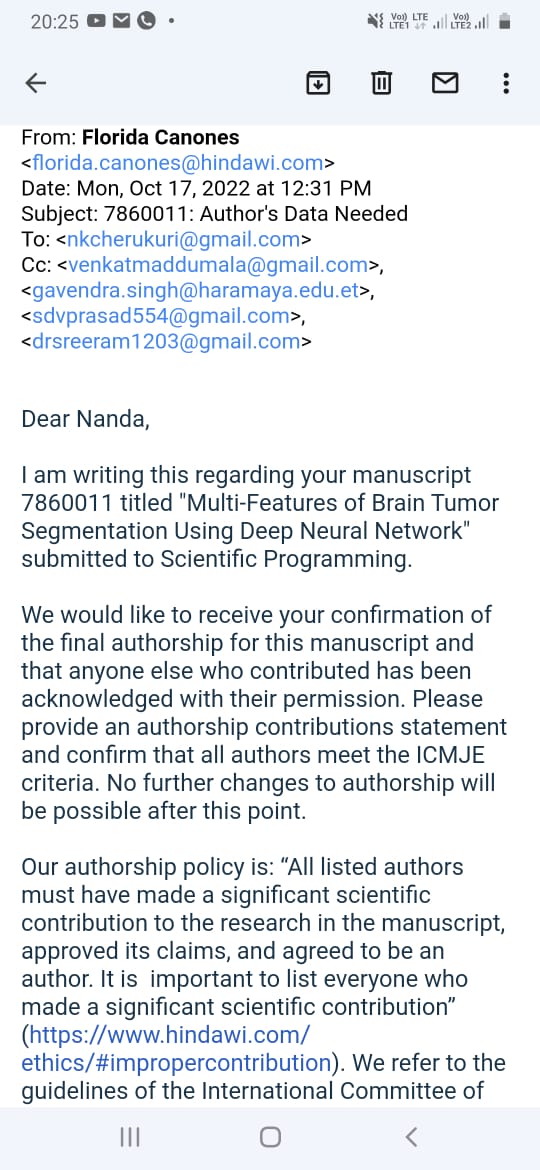 20:25
Vo) LTE Vo)
LTE1 LTE2
From: Florida Canones
<florida.canones@hindawi.com>
Date: Mon, Oct 17, 2022 at 12:31 PM
Subject: 7860011: Author's Data Needed
To: <nkcherukuri@gmail.com>
Cc: <venkatmaddumala@gmail.com>,
<gavendra.singh@haramaya.edu.et>,
<sdvprasad554@gmail.com>,
<drsreeram1203@gmail.com>
Dear Nanda,
I am writing this regarding your manuscript
7860011 titled "Multi-Features of Brain Tumor
Segmentation Using Deep Neural Network"
submitted to Scientific Programming.
We would like to receive your confirmation of
the final authorship for this manuscript and
that anyone else who contributed has been
acknowledged with their permission. Please
provide an authorship contributions statement
and confirm that all authors meet the ICMJE
criteria. No further changes to authorship will
be possible after this point.
Our authorship policy is: “All listed authors
must have made a significant scientific
contribution to the research in the manuscript,
approved its claims, and agreed to be an
author. It is  important to list everyone who
made a significant scientific contribution”
(https://www.hindawi.com/
ethics/#impropercontribution). We refer to the
guidelines of the International Committee of